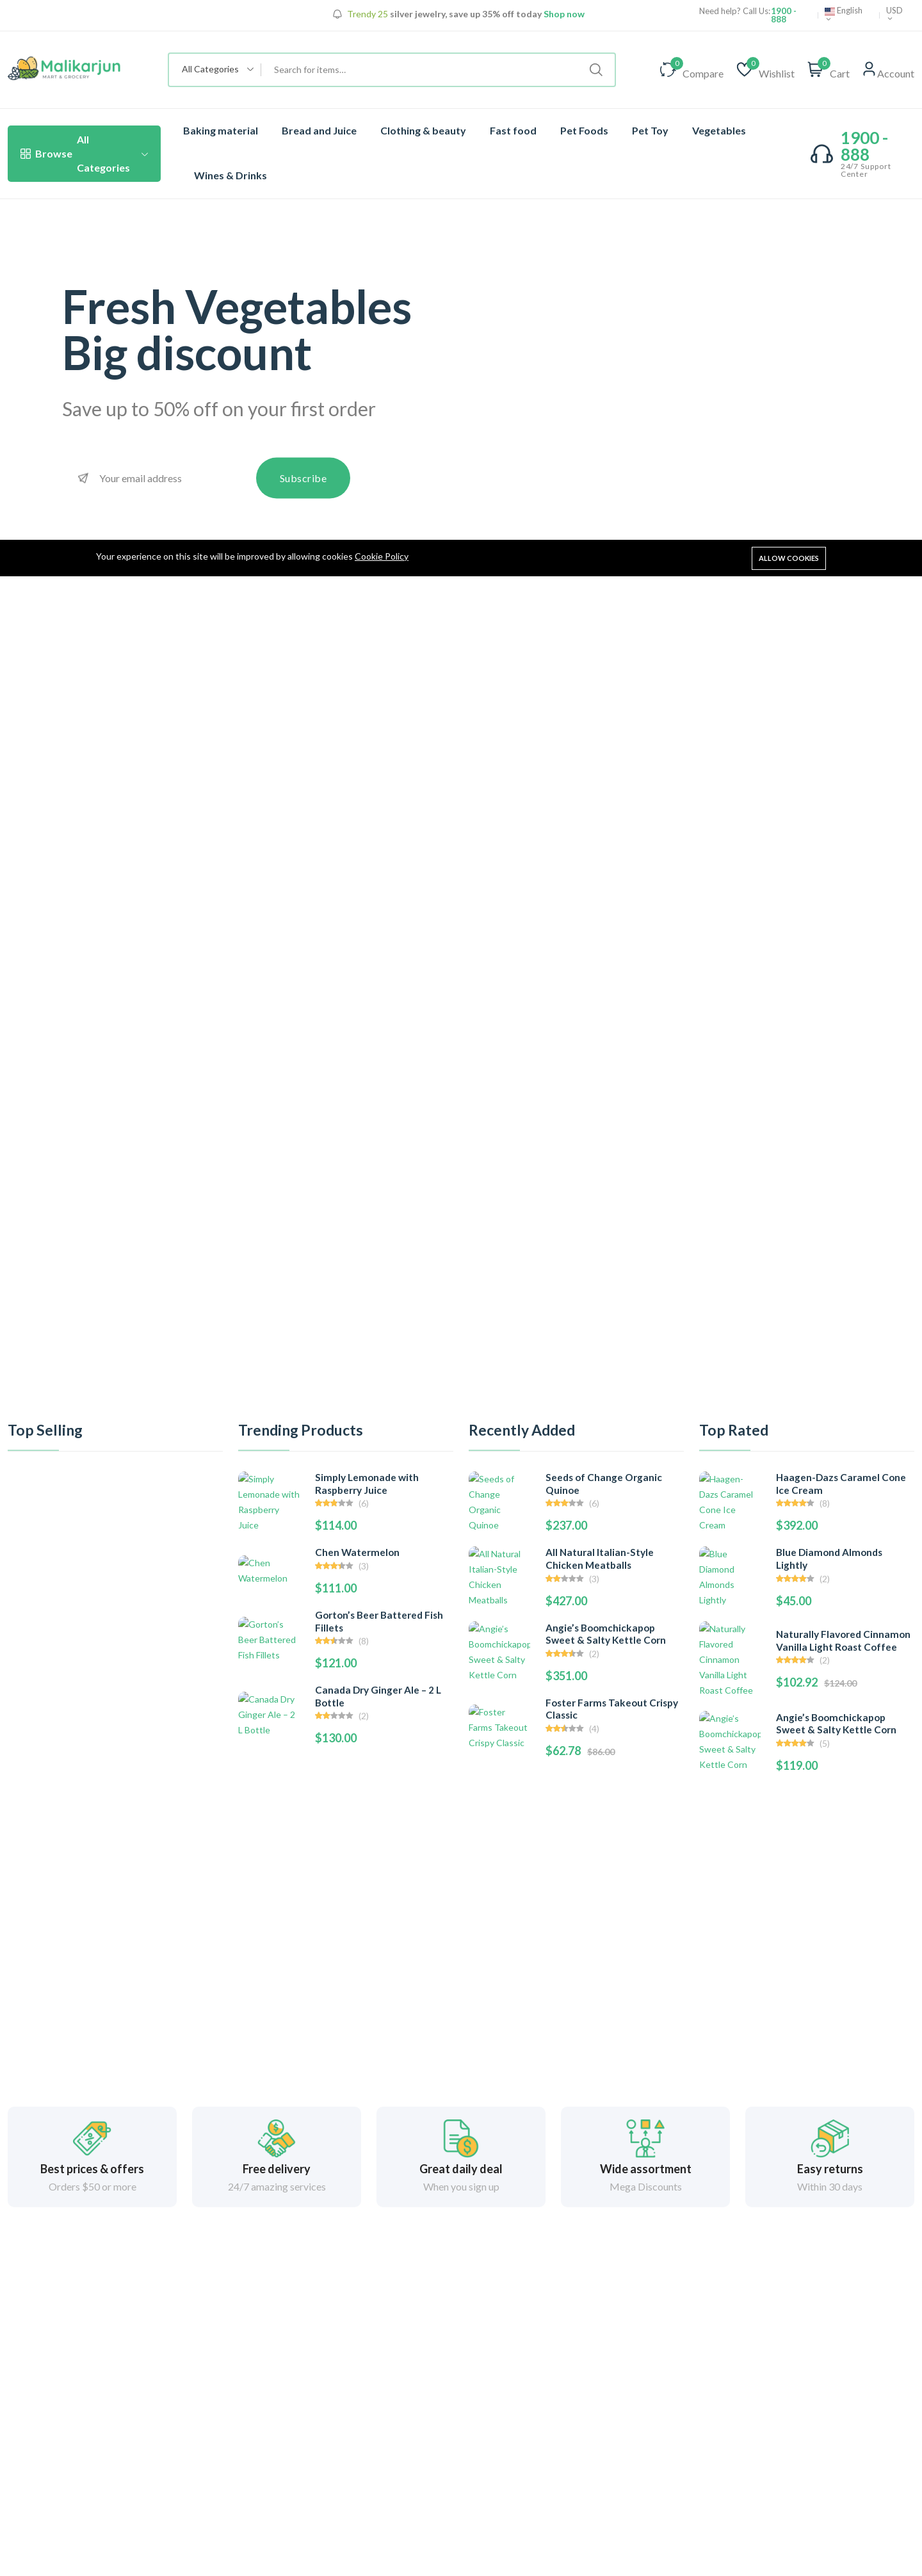 Trendy 25 silver jewelry, save up 35% off today Shop now
Need help? Call Us: 1900 - 888
English
USD
Malikarjun
MART & GROCERY
All Categories
Search for items...
0 Compare
0 Wishlist
0 Cart
Account
Browse All Categories
Baking material
Bread and Juice
Clothing & beauty
Fast food
Pet Foods
Pet Toy
Vegetables
Wines & Drinks
1900 - 888
24/7 Support Center
Fresh Vegetables
Big discount
Save up to 50% off on your first order
Your email address
Subscribe
Your experience on this site will be improved by allowing cookies Cookie Policy
ALLOW COOKIES
Top Selling
Trending Products
Simply Lemonade with Raspberry Juice
Simply Lemonade with Raspberry Juice
(6)
$114.00
Chen Watermelon
Chen Watermelon
(3)
$111.00
Gorton's Beer Battered Fish Fillets
Gorton's Beer Battered Fish Fillets
(8)
$121.00
Canada Dry Ginger Ale – 2 L Bottle
Canada Dry Ginger Ale – 2 L Bottle
(2)
$130.00
Recently Added
Seeds of Change Organic Quinoe
Seeds of Change Organic Quinoe
(6)
$237.00
All Natural Italian-Style Chicken Meatballs
All Natural Italian-Style Chicken Meatballs
(3)
$427.00
Angie's Boomchickapop Sweet & Salty Kettle Corn
Angie's Boomchickapop Sweet & Salty Kettle Corn
(2)
$351.00
Foster Farms Takeout Crispy Classic
Foster Farms Takeout Crispy Classic
(4)
$62.78 $86.00
Top Rated
Haagen-Dazs Caramel Cone Ice Cream
Haagen-Dazs Caramel Cone Ice Cream
(8)
$392.00
Blue Diamond Almonds Lightly
Blue Diamond Almonds Lightly
(2)
$45.00
Naturally Flavored Cinnamon Vanilla Light Roast Coffee
Naturally Flavored Cinnamon Vanilla Light Roast Coffee
(2)
$102.92 $124.00
Angie's Boomchickapop Sweet & Salty Kettle Corn
Angie's Boomchickapop Sweet & Salty Kettle Corn
(5)
$119.00
Best prices & offers
Orders $50 or more
Free delivery
24/7 amazing services
Great daily deal
When you sign up
Wide assortment
Mega Discounts
Easy returns
Within 30 days